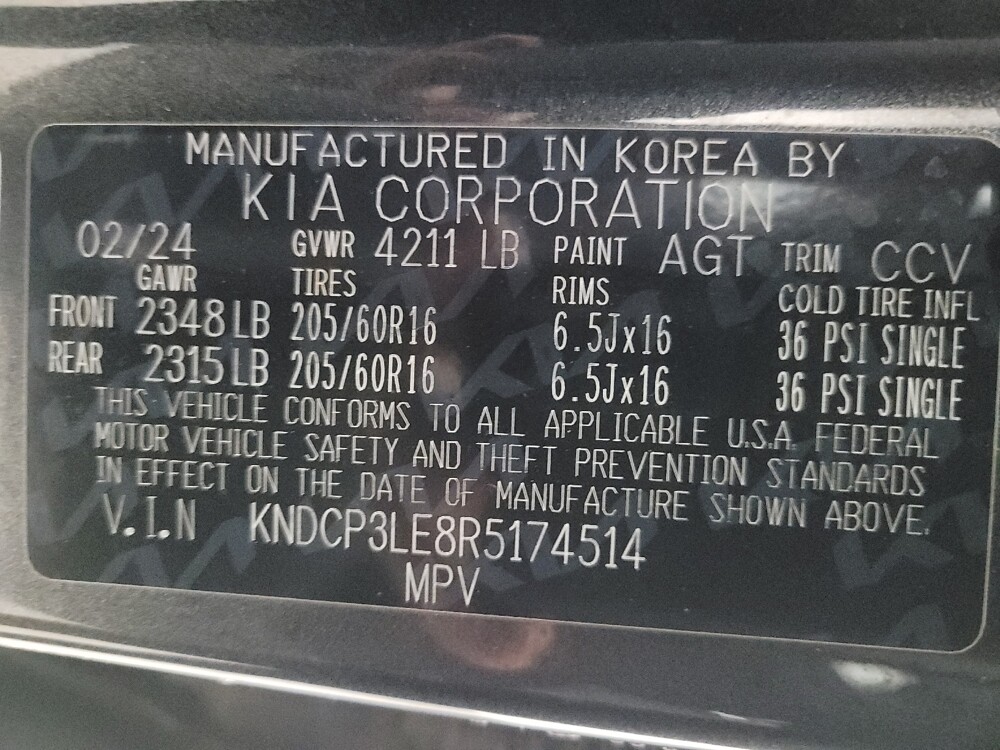 MANUFACTURED IN KOREA BY
KIA CORPORATION
02/24 GVWR 4211 LB PAINT AGT TRIM CCV
GAWR TIRES RIMS COLD TIRE INFL
FRONT 2348 LB 205/60R16 6.5Jx16 36 PSI SINGLE
REAR 2315 LB 205/60R16 6.5Jx16 36 PSI SINGLE
THIS VEHICLE CONFORMS TO ALL APPLICABLE U.S.A. FEDERAL
MOTOR VEHICLE SAFETY AND THEFT PREVENTION STANDARDS
IN EFFECT ON THE DATE OF MANUFACTURE SHOWN ABOVE.
V.I.N KNDCP3LE8R5174514
MPV